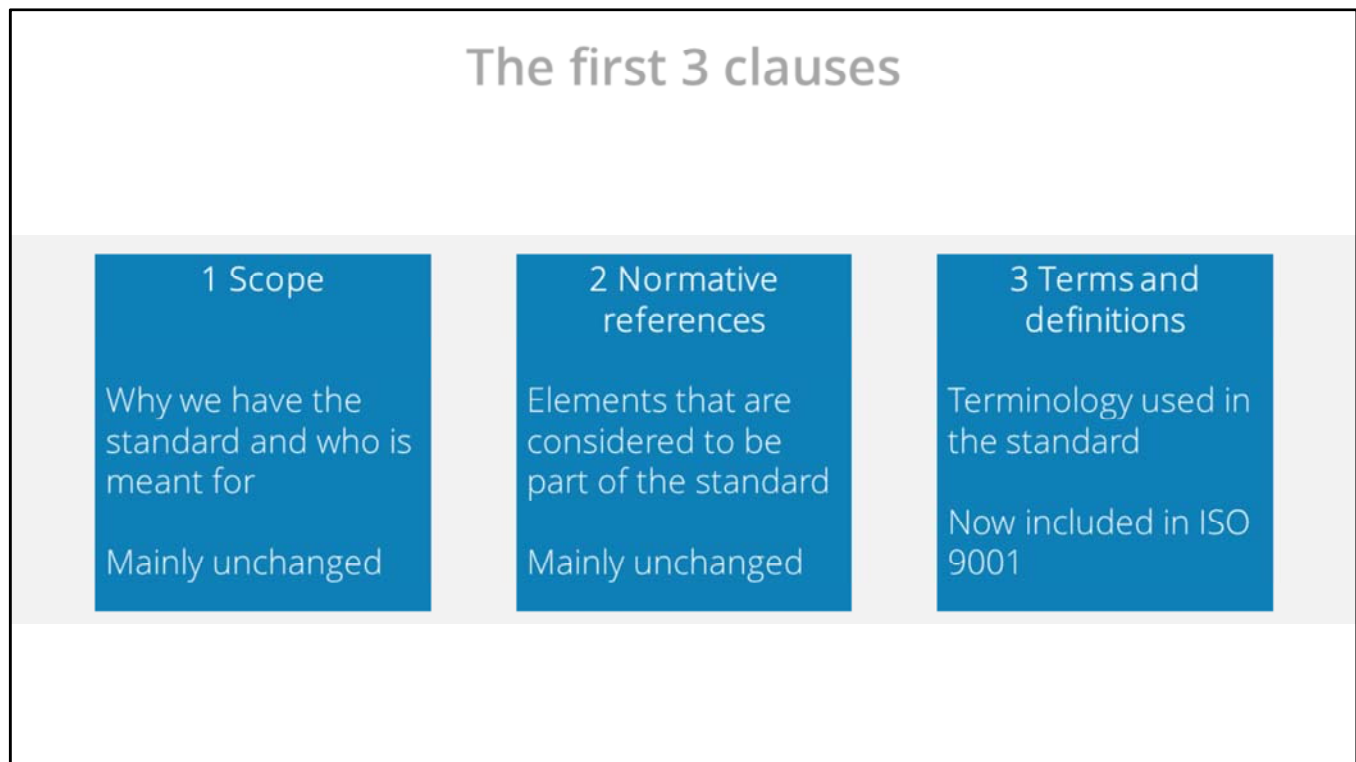 The first 3 clauses
1 Scope
Why we have the
standard and who is
meant for
Mainly unchanged
2 Normative
references
Elements that are
considered to be
part of the standard
Mainly unchanged
3 Terms and
definitions
Terminology used in
the standard
Now included in ISO
9001